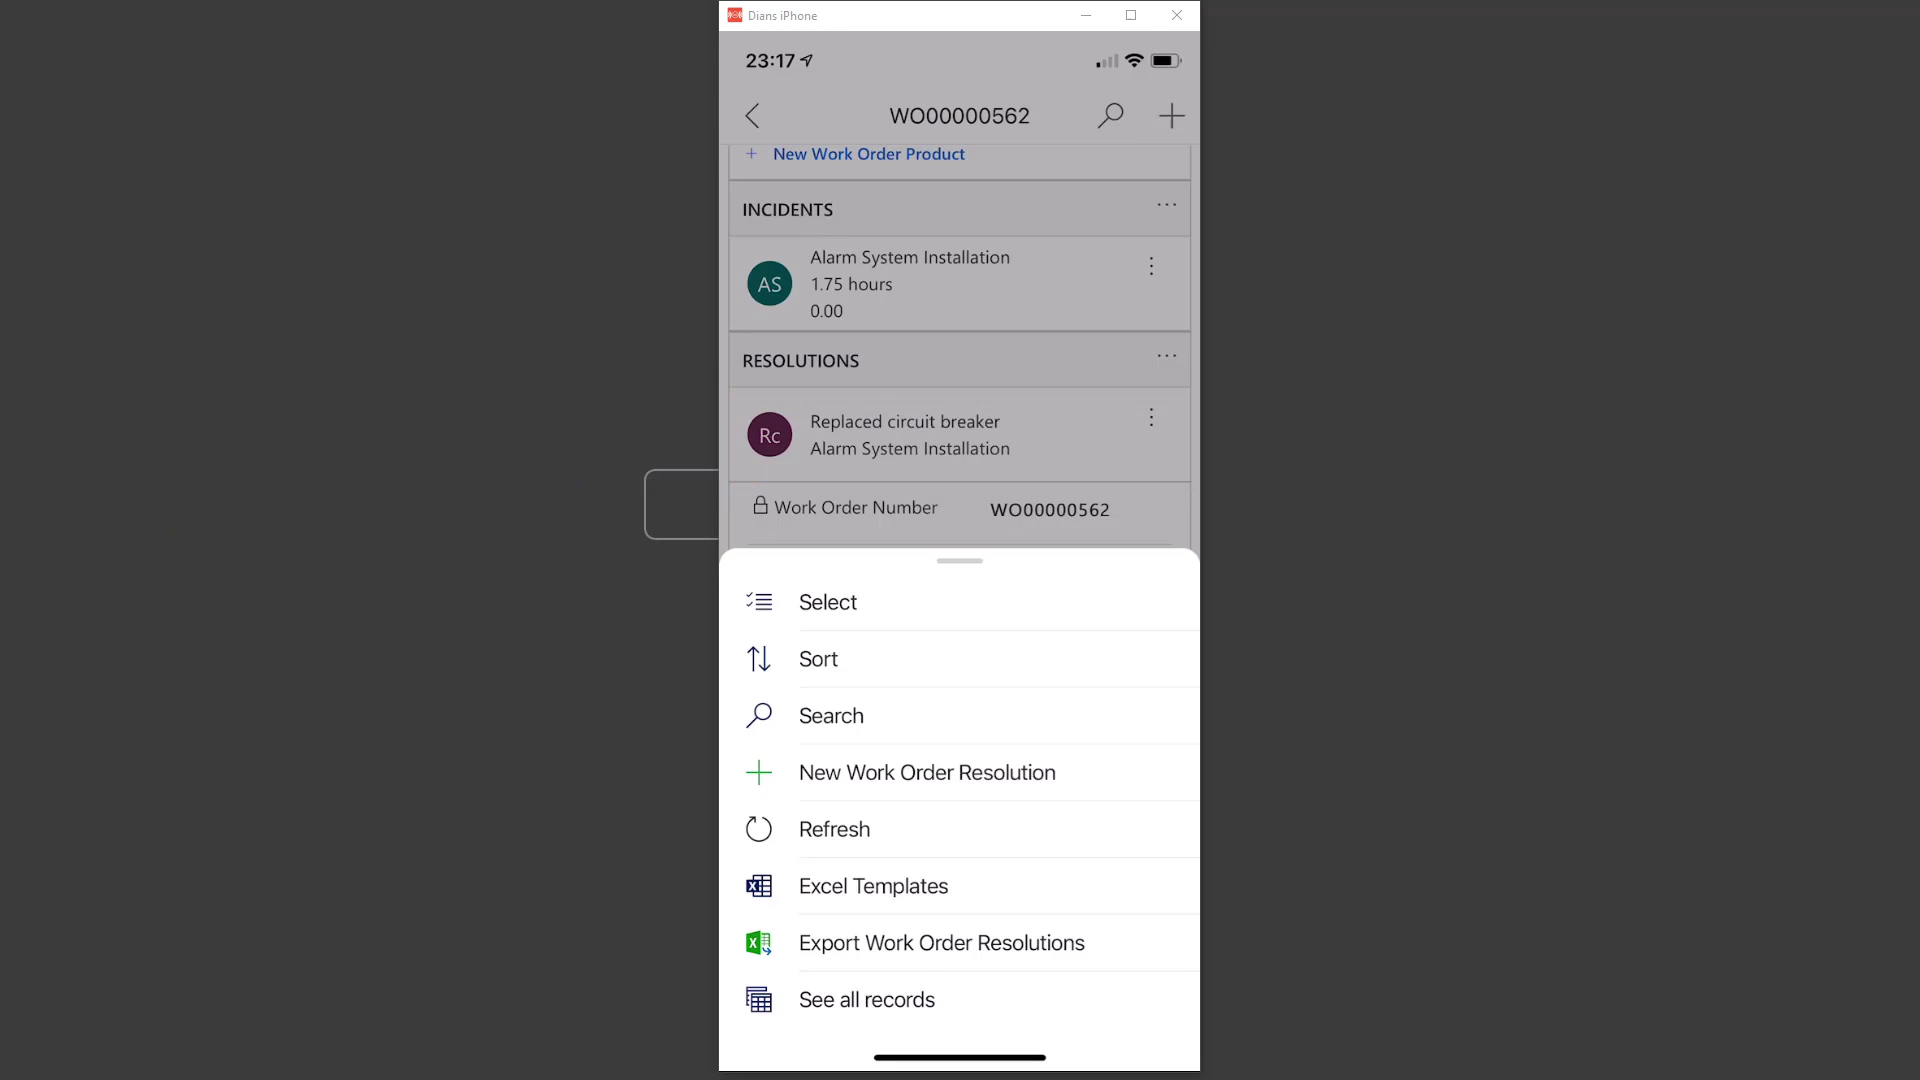 Dians iPhone
23:17
WO00000562
+ New Work Order Product
INCIDENTS
...
AS
Alarm System Installation
1.75 hours
0.00
RESOLUTIONS
...
Rc
Replaced circuit breaker
Alarm System Installation
Work Order Number WO00000562
Select
Sort
Search
New Work Order Resolution
Refresh
Excel Templates
Export Work Order Resolutions
See all records